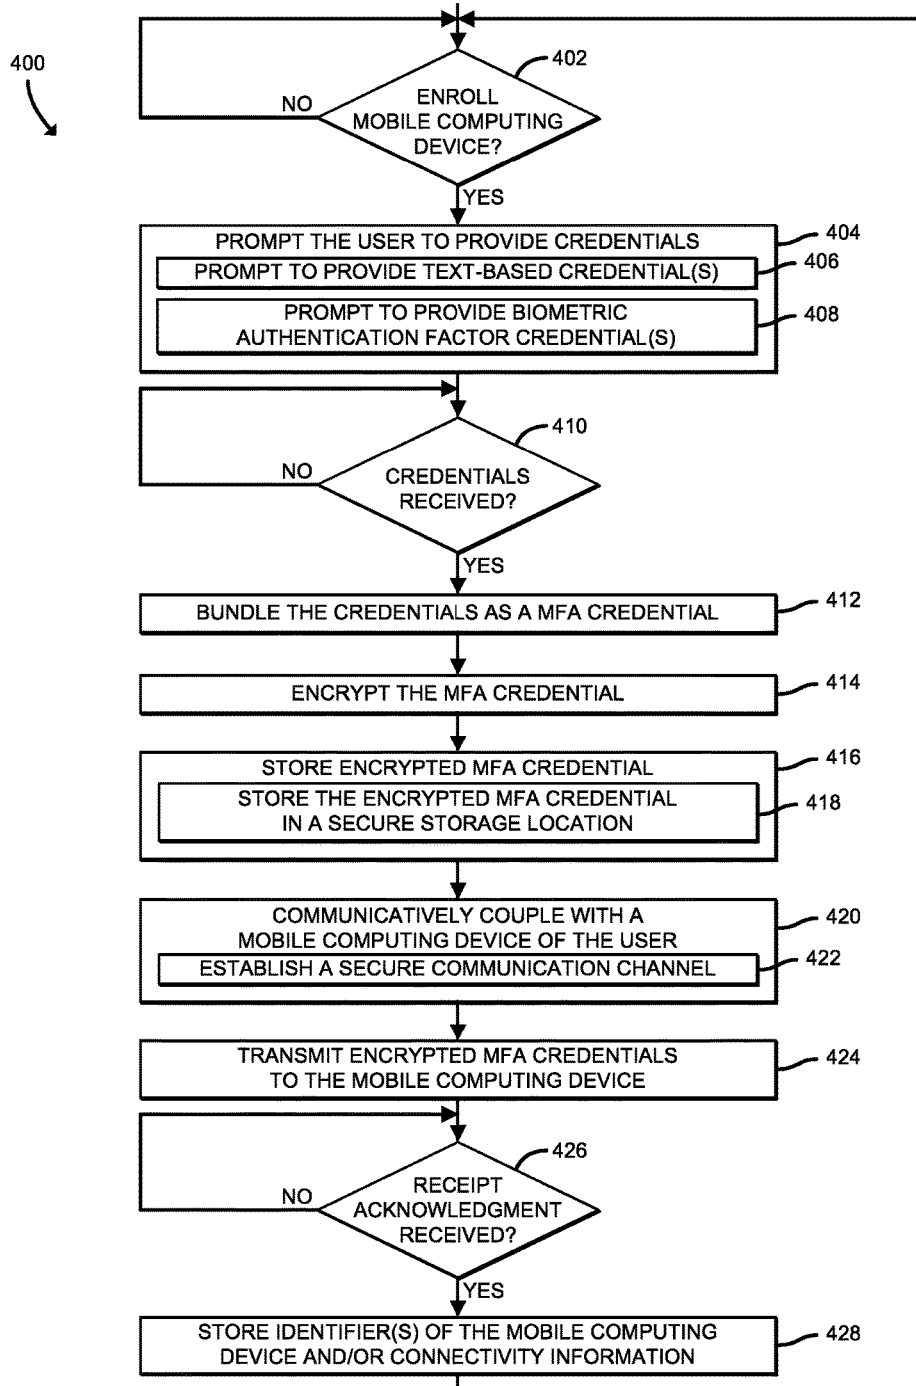 400
402
ENROLL
MOBILE COMPUTING
DEVICE?
NO
YES
PROMPT THE USER TO PROVIDE CREDENTIALS
404
PROMPT TO PROVIDE TEXT-BASED CREDENTIAL(S)
406
PROMPT TO PROVIDE BIOMETRIC
AUTHENTICATION FACTOR CREDENTIAL(S)
408
410
CREDENTIALS
RECEIVED?
NO
YES
BUNDLE THE CREDENTIALS AS A MFA CREDENTIAL
412
ENCRYPT THE MFA CREDENTIAL
414
STORE ENCRYPTED MFA CREDENTIAL
416
STORE THE ENCRYPTED MFA CREDENTIAL
IN A SECURE STORAGE LOCATION
418
COMMUNICATIVELY COUPLE WITH A
MOBILE COMPUTING DEVICE OF THE USER
420
ESTABLISH A SECURE COMMUNICATION CHANNEL
422
TRANSMIT ENCRYPTED MFA CREDENTIALS
TO THE MOBILE COMPUTING DEVICE
424
426
RECEIPT
ACKNOWLEDGMENT
RECEIVED?
NO
YES
STORE IDENTIFIER(S) OF THE MOBILE COMPUTING
DEVICE AND/OR CONNECTIVITY INFORMATION
428